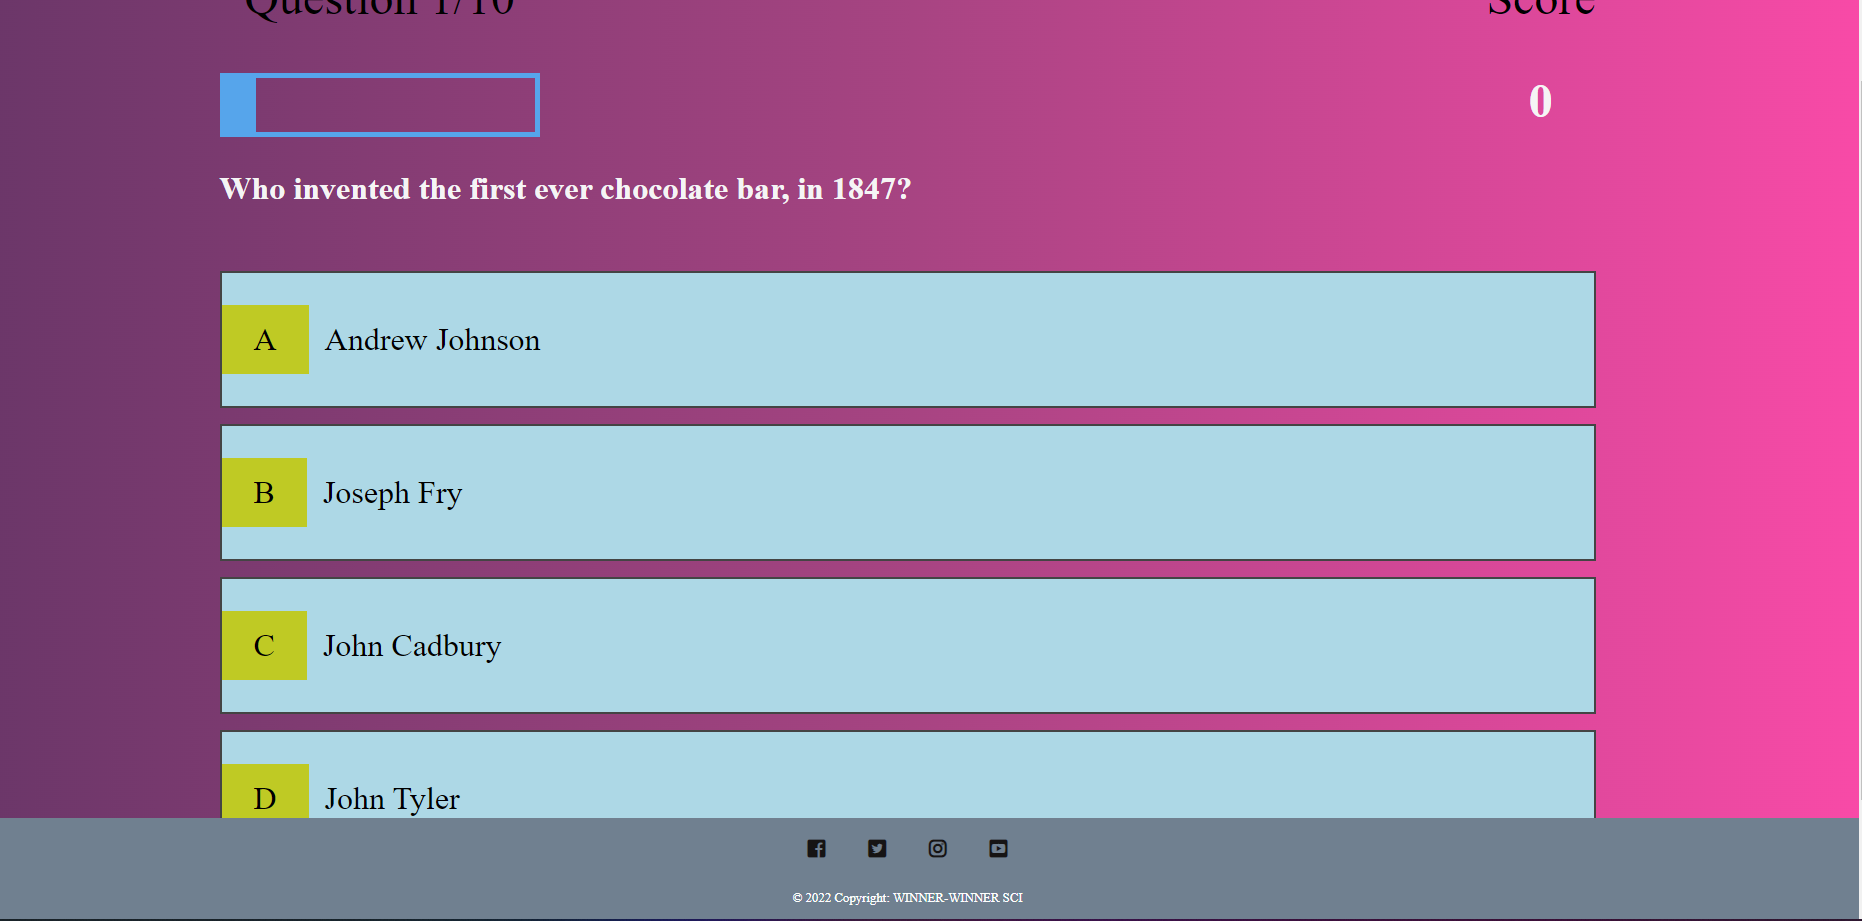 Question 1/10
Score
0
Who invented the first ever chocolate bar, in 1847?
A Andrew Johnson
B Joseph Fry
C John Cadbury
D John Tyler
© 2022 Copyright: WINNER-WINNER SCI